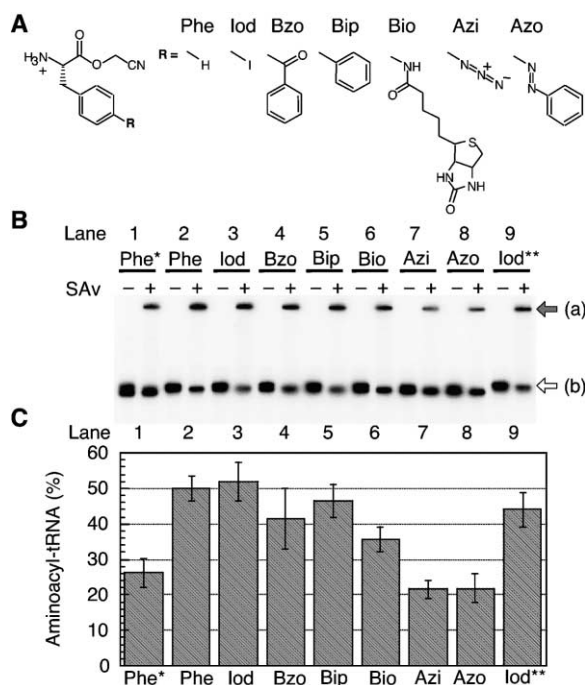 A
Phe Iod Bzo Bip Bio Azi Azo
H₃N + O O CN R
R = H I O NH O S HN NH O N N N + − N N
B
Lane 1 2 3 4 5 6 7 8 9
Phe* Phe Iod Bzo Bip Bio Azi Azo Iod**
SAv − + − + − + − + − + − + − + − + − +
(a)
(b)
C
Lane 1 2 3 4 5 6 7 8 9
Aminoacyl-tRNA (%)
60
50
40
30
20
10
0
Phe* Phe Iod Bzo Bip Bio Azi Azo Iod**